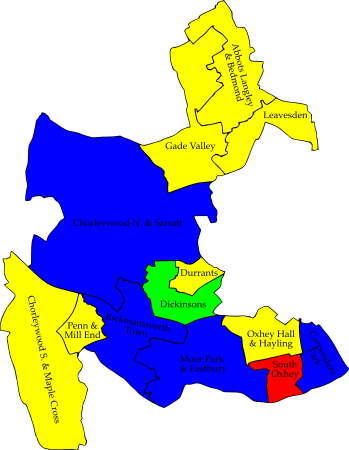 Abbots Langley
& Bedmond
Leavesden
Gade Valley
Chorleywood N. & Sarratt
Durrants
Dickinsons
Rickmansworth
Town
Penn &
Mill End
Chorleywood S. & Maple Cross
Moor Park
& Eastbury
Oxhey Hall
& Hayling
South
Oxhey
Carpenders
Park